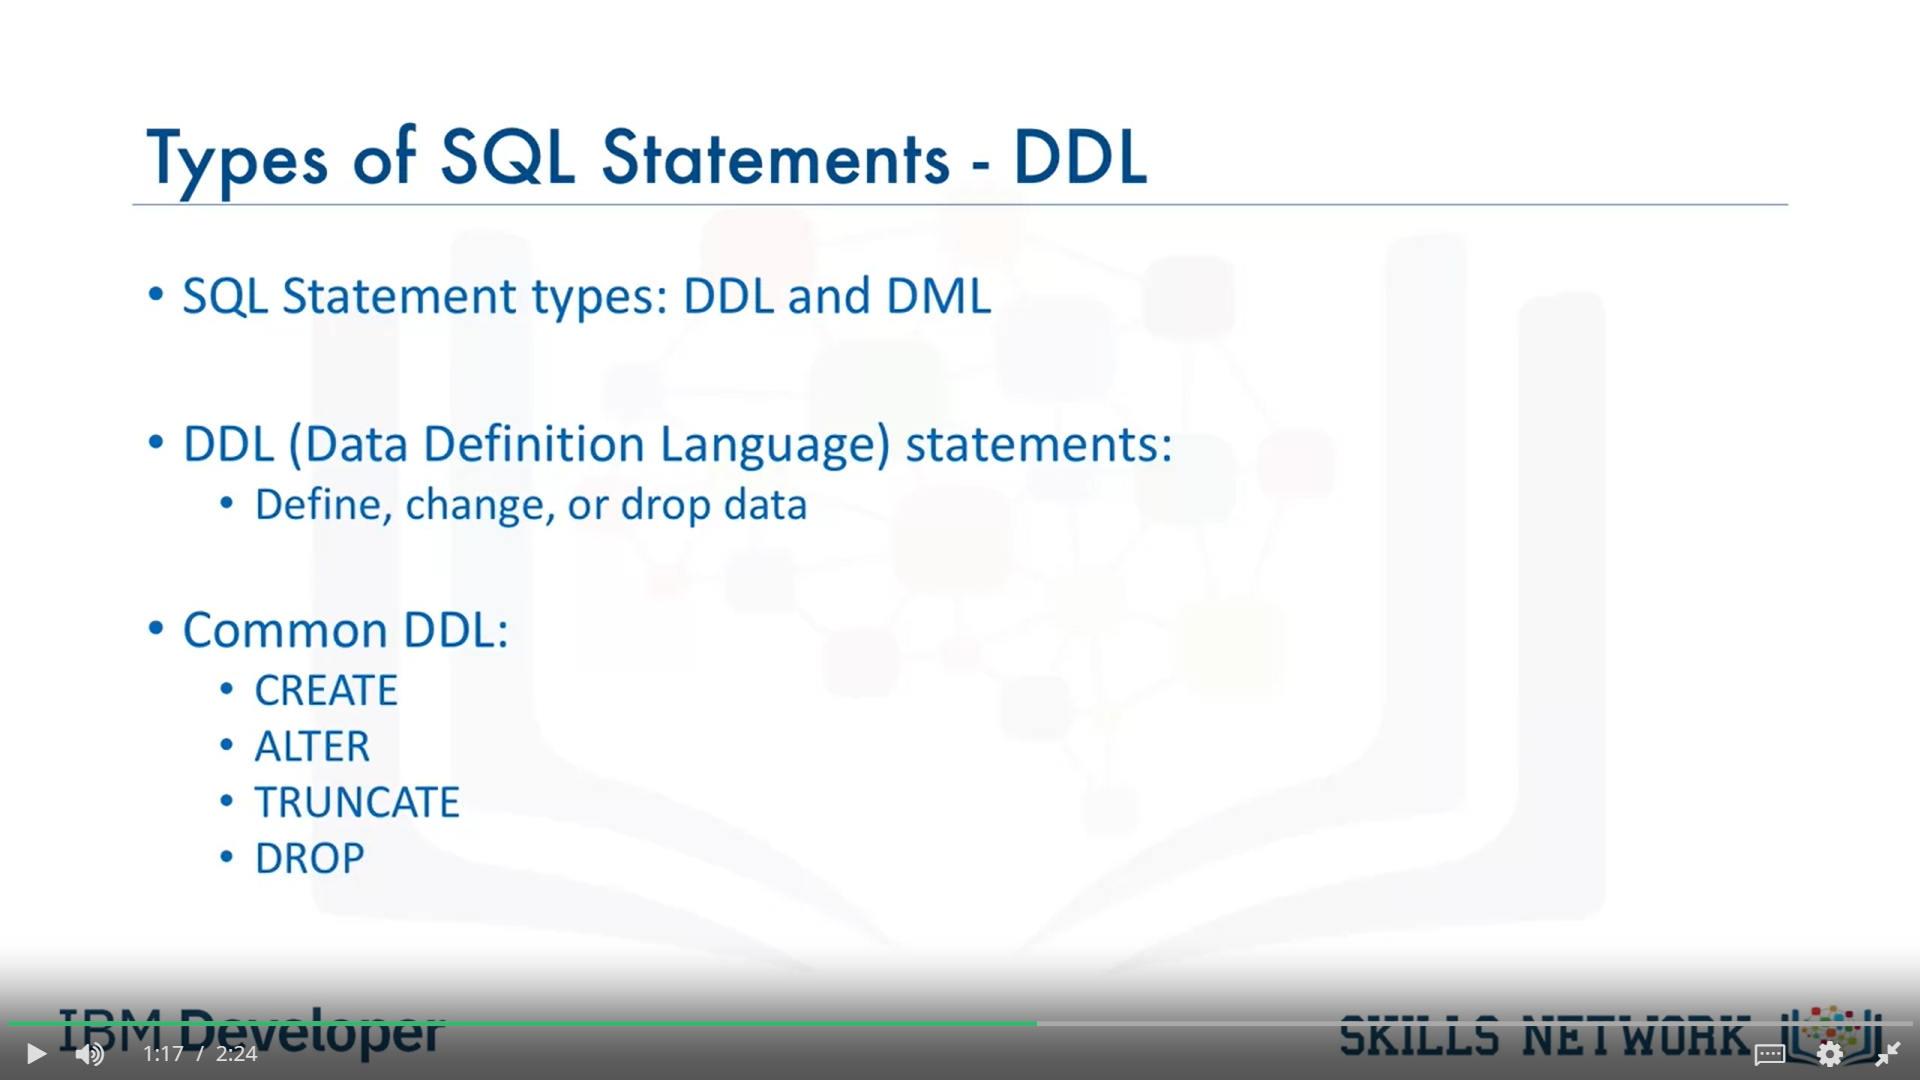 Types of SQL Statements - DDL
• SQL Statement types: DDL and DML
• DDL (Data Definition Language) statements:
• Define, change, or drop data
• Common DDL:
• CREATE
• ALTER
• TRUNCATE
• DROP
IBM Developer
SKILLS NETWORK
1:17 / 2:24